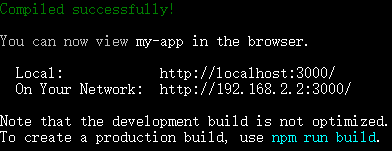 Compiled successfully!
You can now view my-app in the browser.
Local: http://localhost:3000/
On Your Network: http://192.168.2.2:3000/
Note that the development build is not optimized.
To create a production build, use npm run build.